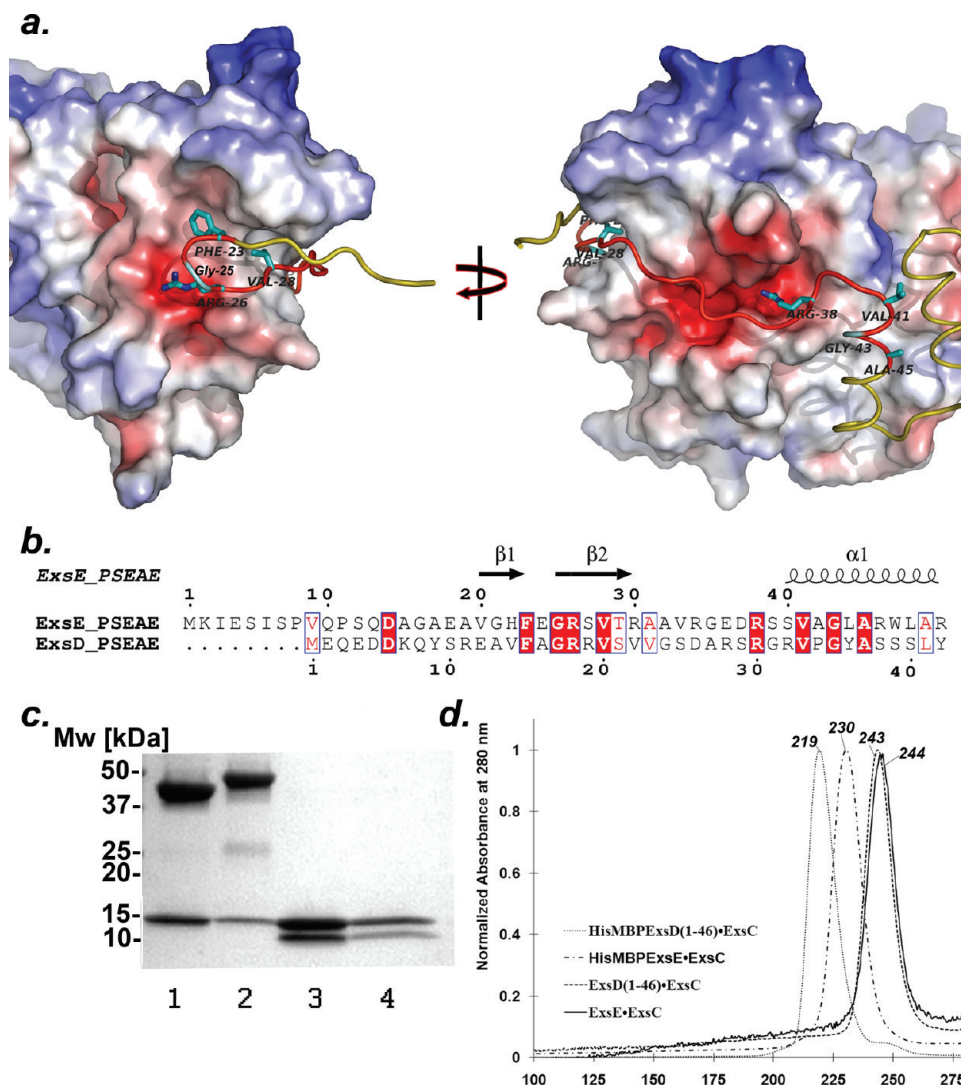 a.
PHE-23
Gly-25
VAL-28
ARG-26
VAL-28
ARG-
ARG-38
VAL-41
GLY-43
ALA-45
b.
β1 β2 α1
ExsE_PSEAE
1 10 20 30 40
ExsE_PSEAE MKIESISPVQPSQDAGAEAVGHFEGRSVTRAAVRGEDRSSVAGLARWLAR
ExsD_PSEAE ........MEQEDDKQYSREAVFAGRRVSVVGSDARSRGRVPGYASSSLY
1 10 20 30 40
c.
Mw [kDa]
50-
37-
25-
20-
15-
10-
1 2 3 4
d.
Normalized Absorbance at 280 nm
219 230 243 244
1
0.8
0.6
0.4
0.2
0
HisMBPExsD(1-46)•ExsC
HisMBPExsE•ExsC
ExsD(1-46)•ExsC
ExsE•ExsC
100 125 150 175 200 225 250 275